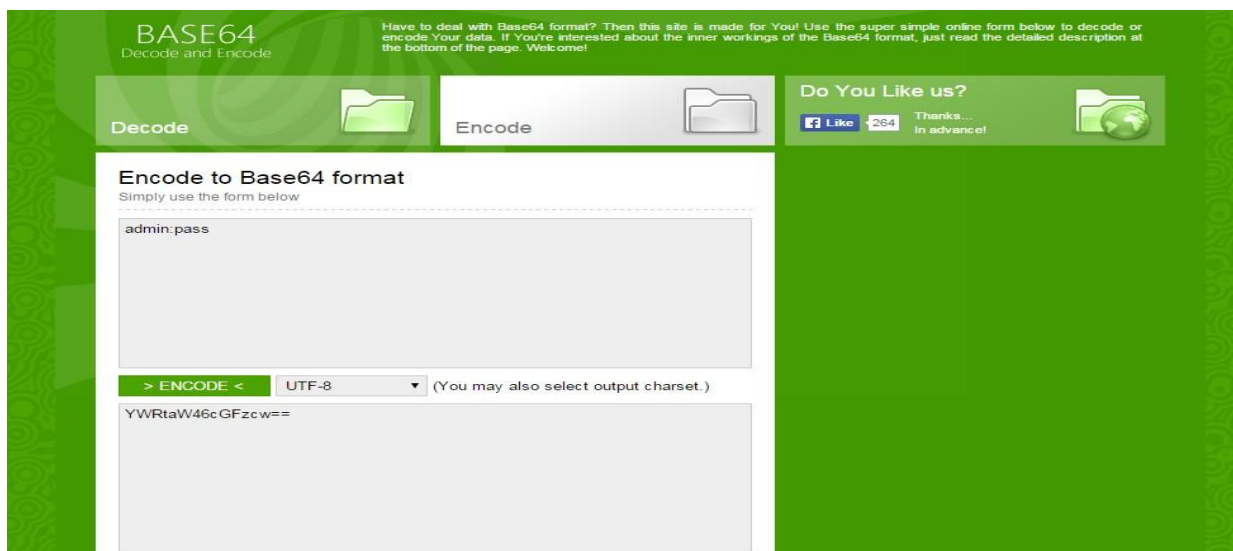 BASE64
Decode and Encode
Have to deal with Base64 format? Then this site is made for You! Use the super simple online form below to decode or
encode Your data. If You're interested about the inner workings of the Base64 format, just read the detailed description at
the bottom of the page. Welcome!
Decode
Encode
Do You Like us?
Like 264
Thanks...
In advance!
Encode to Base64 format
Simply use the form below
admin:pass
> ENCODE < UTF-8 (You may also select output charset.)
YWRtaW46cGFzcw==